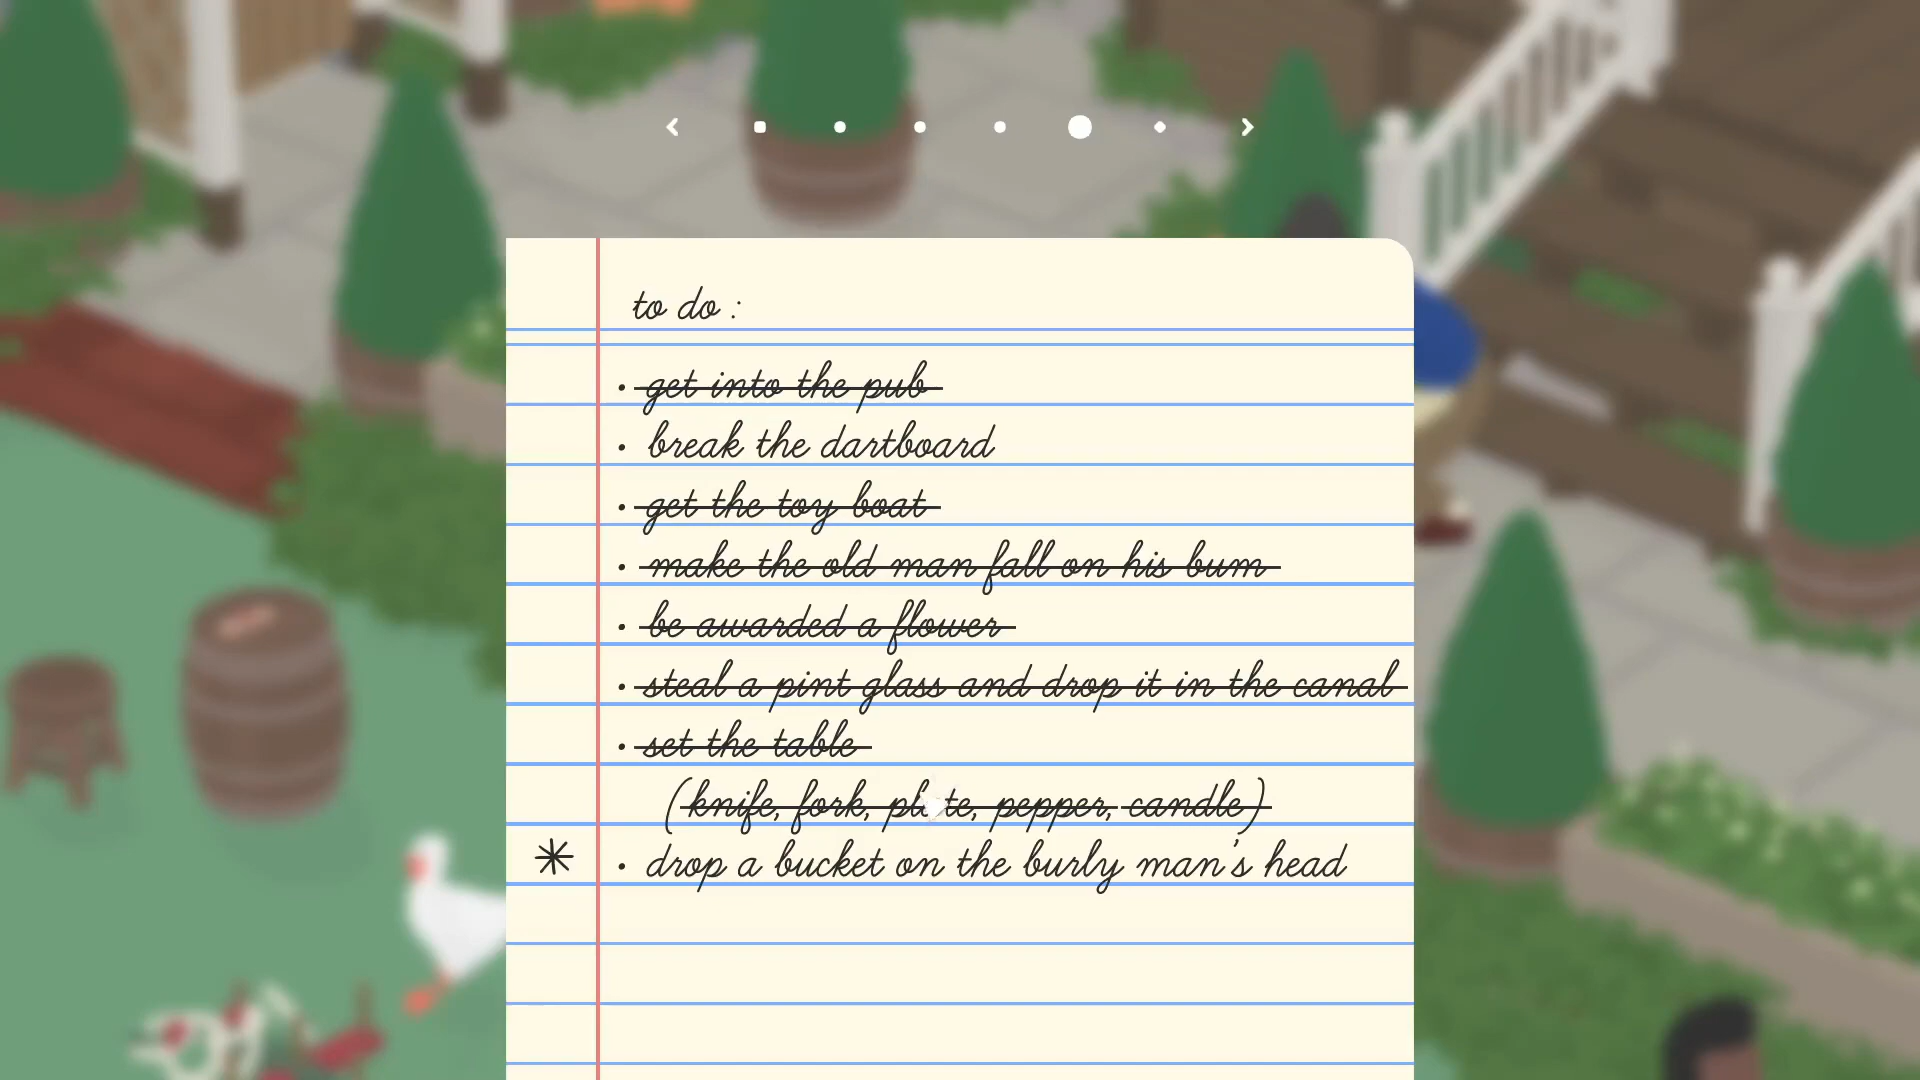 to do :
• get into the pub
• break the dartboard
• get the toy boat
• make the old man fall on his bum
• be awarded a flower
• steal a pint glass and drop it in the canal
• set the table
(knife, fork, plate, pepper, candle)
* • drop a bucket on the burly man's head